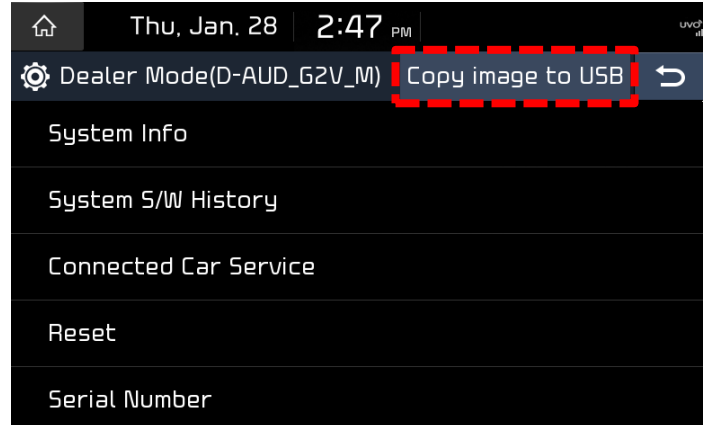 Thu, Jan. 28 2:47 PM UVO
Dealer Mode(D-AUD_G2V_M) Copy image to USB
System Info
System S/W History
Connected Car Service
Reset
Serial Number